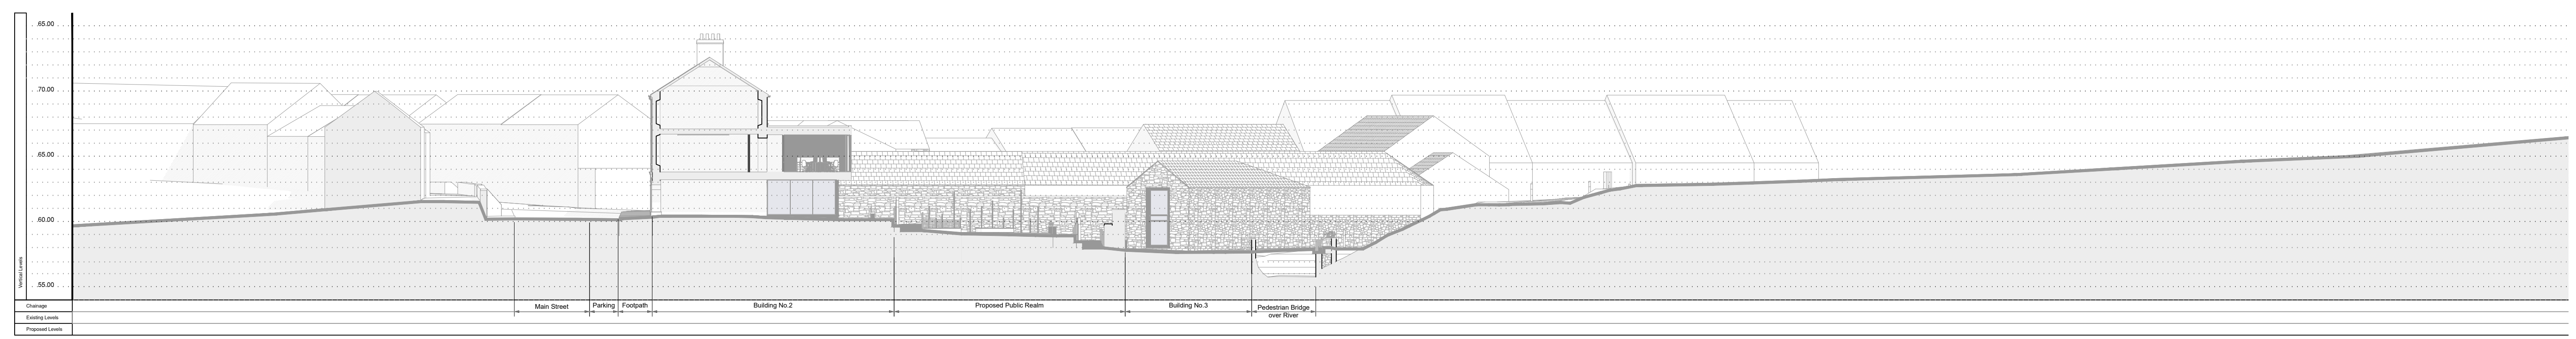 65.00
70.00
65.00
60.00
55.00
Vertical Levels
Chainage
Existing Levels
Proposed Levels
Main Street
Parking
Footpath
Building No.2
Proposed Public Realm
Building No.3
Pedestrian Bridge
over River